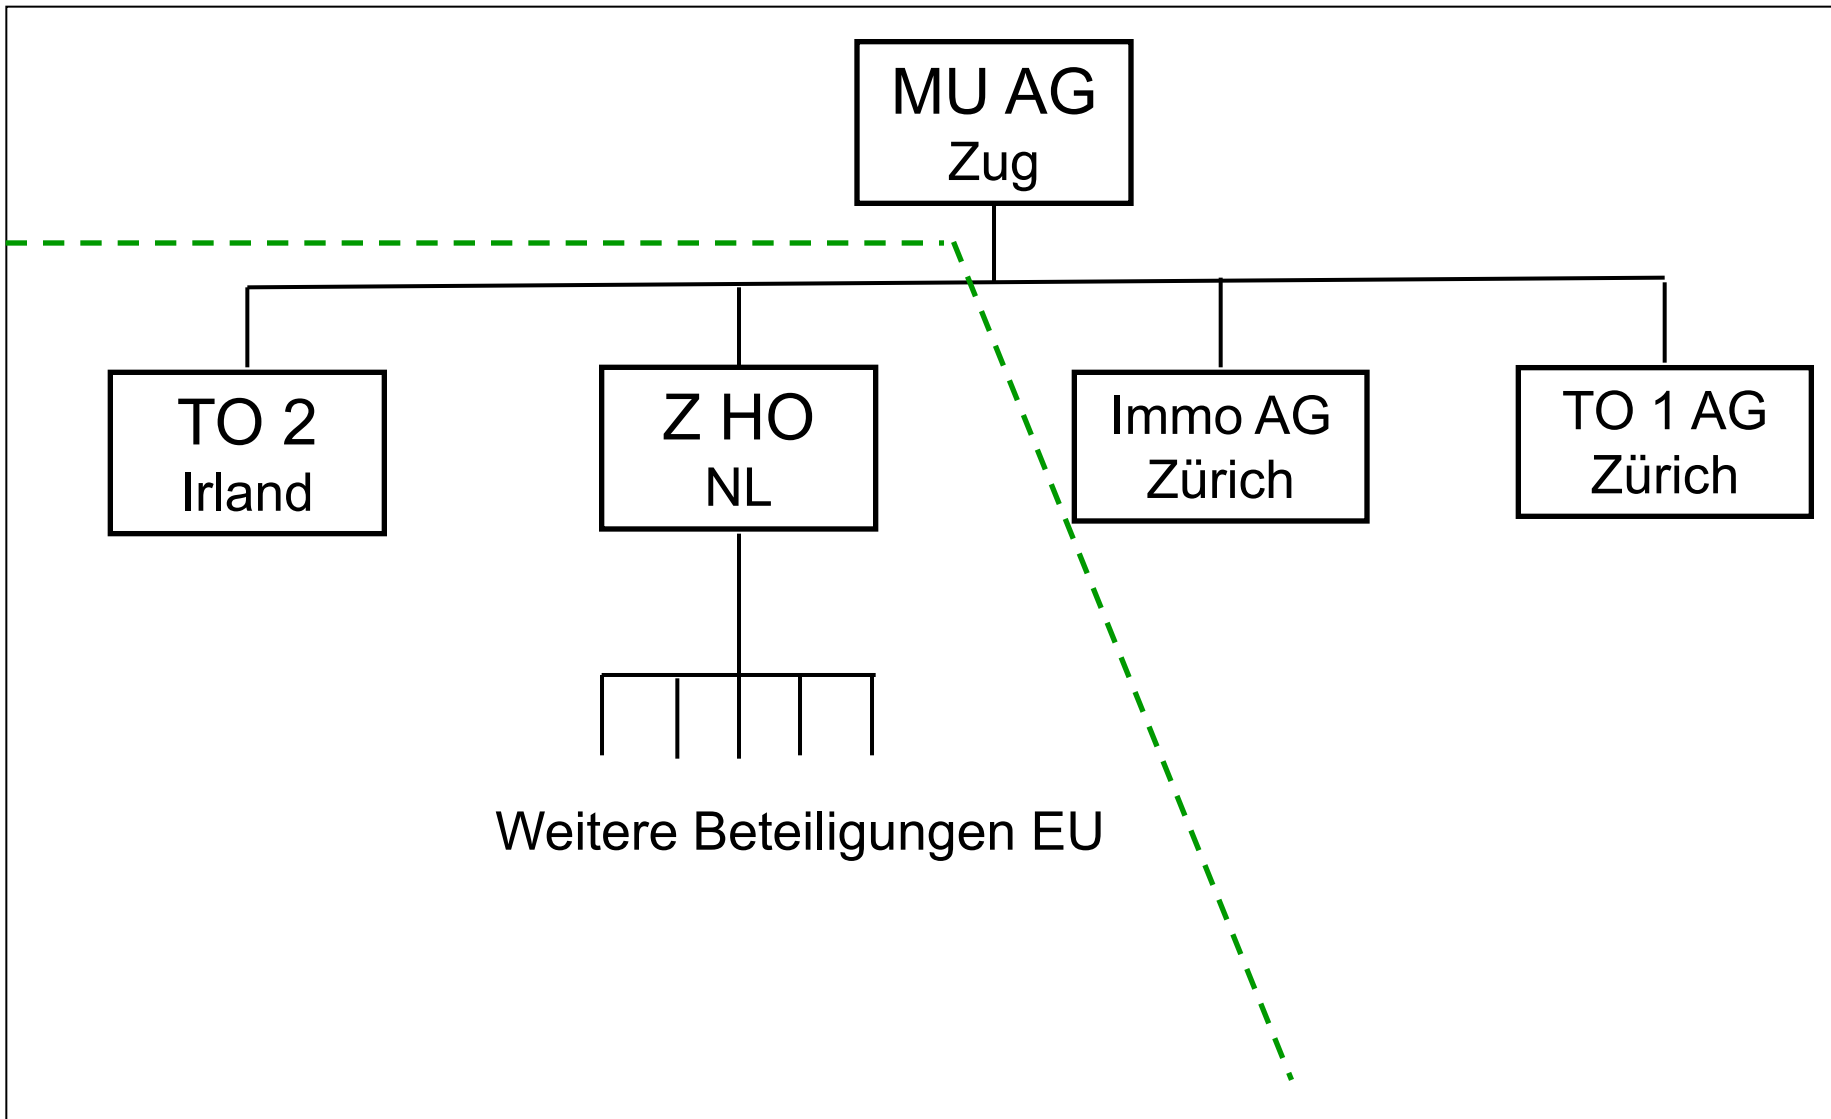 MU AG
Zug
TO 2
Irland
Z HO
NL
Immo AG
Zürich
TO 1 AG
Zürich
Weitere Beteiligungen EU